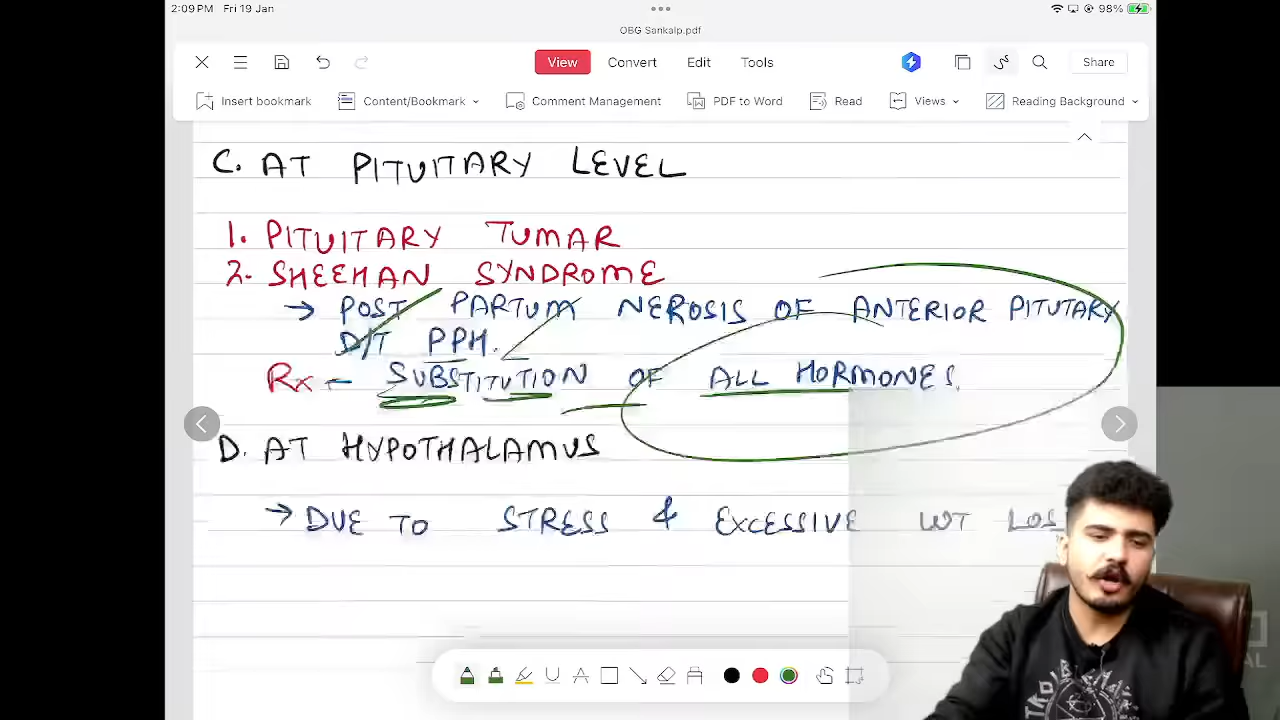 2:09 PM Fri 19 Jan
98%
OBG Sankalp.pdf
View Convert Edit Tools
Share
Insert bookmark Content/Bookmark Comment Management PDF to Word Read Views Reading Background
C. AT PITUITARY LEVEL
1. PITUITARY TUMAR
2. SHEEHAN SYNDROME
→ POST PARTUM NEROSIS OF ANTERIOR PITUTARY
D/T PPH.
Rx - SUBSTITUTION OF ALL HORMONES.
D. AT HYPOTHALAMUS
→ DUE TO STRESS & EXCESSIVE WT LOS